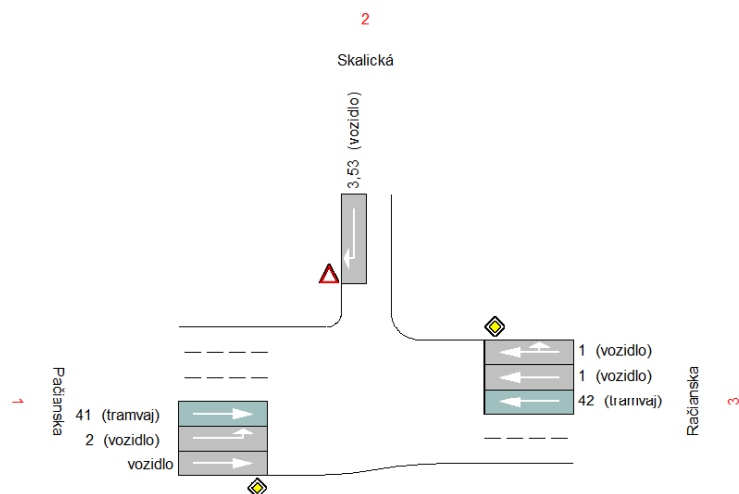 2
Skalická
3,53 (vozidlo)
1 (vozidlo)
1 (vozidlo)
42 (tramvaj)
Račianska
3
1
Račianska
41 (tramvaj)
2 (vozidlo)
vozidlo